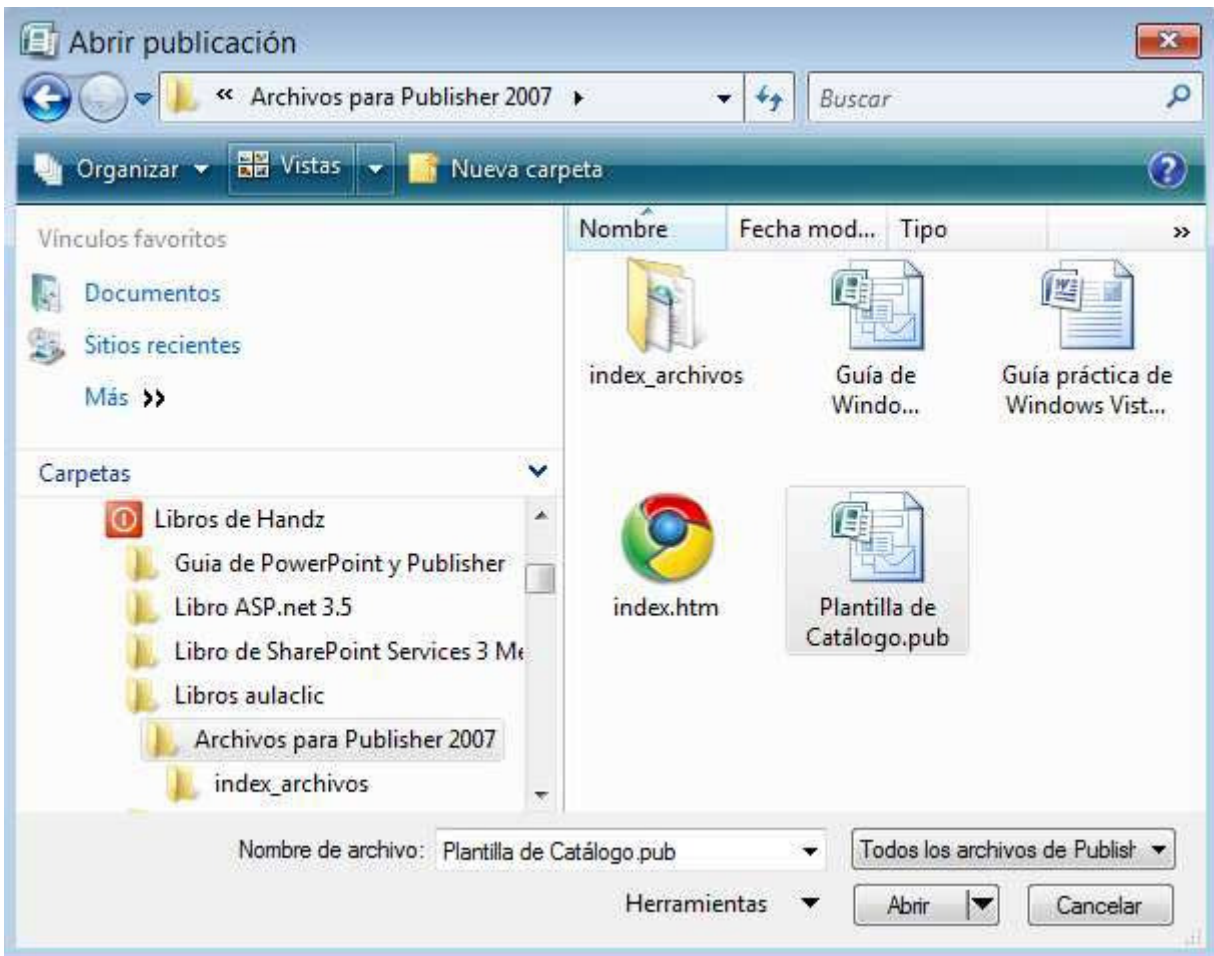 Abrir publicación
« Archivos para Publisher 2007
Buscar
Organizar
Vistas
Nueva carpeta
Vínculos favoritos
Documentos
Sitios recientes
Más »
Carpetas
Libros de Handz
Guia de PowerPoint y Publisher
Libro ASP.net 3.5
Libro de SharePoint Services 3 Me
Libros aulaclic
Archivos para Publisher 2007
index_archivos
Nombre
Fecha mod...
Tipo
»
index_archivos
Guía de
Windo...
Guía práctica de
Windows Vist...
index.htm
Plantilla de
Catálogo.pub
Nombre de archivo:
Plantilla de Catálogo.pub
Todos los archivos de Publish
Herramientas
Abrir
Cancelar